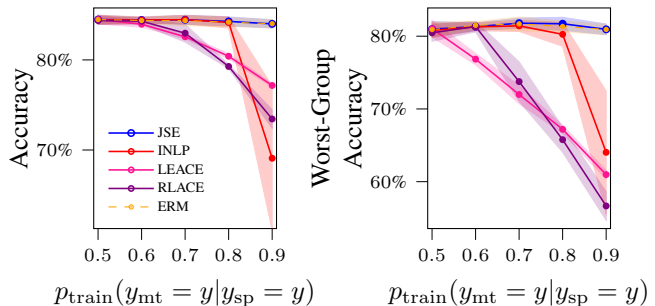 Accuracy
80%
70%
JSE
INLP
LEACE
RLACE
ERM
0.5 0.6 0.7 0.8 0.9
p_train(y_mt = y|y_sp = y)
Worst-Group
Accuracy
80%
70%
60%
0.5 0.6 0.7 0.8 0.9
p_train(y_mt = y|y_sp = y)